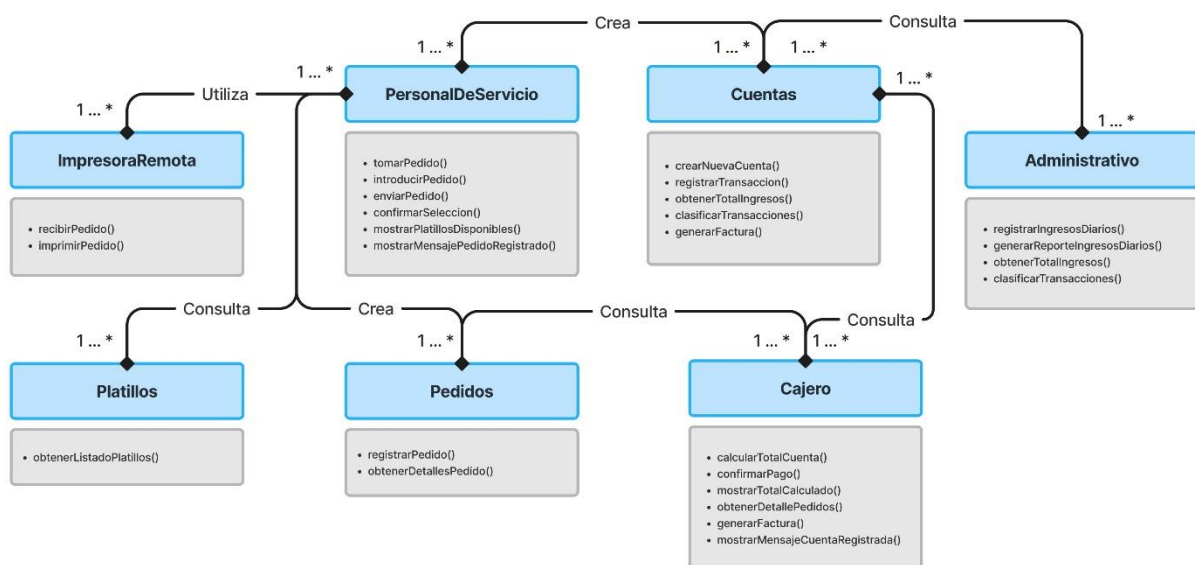 Crea
Consulta
1 ... *
1 ... *
1 ... *
1 ... *
1 ... *
Utiliza
1 ... *
1 ... *
PersonalDeServicio
Cuentas
ImpresoraRemota
Administrativo
• recibirPedido()
• imprimirPedido()
• tomarPedido()
• introducirPedido()
• enviarPedido()
• confirmarSeleccion()
• mostrarPlatillosDisponibles()
• mostrarMensajePedidoRegistrado()
• crearNuevaCuenta()
• registrarTransaccion()
• obtenerTotalIngresos()
• clasificarTransacciones()
• generarFactura()
• registrarIngresosDiarios()
• generarReporteIngresosDiarios()
• obtenerTotalIngresos()
• clasificarTransacciones()
Consulta
Crea
Consulta
Consulta
1 ... *
1 ... *
1 ... *
1 ... *
Platillos
Pedidos
Cajero
• obtenerListadoPlatillos()
• registrarPedido()
• obtenerDetallesPedido()
• calcularTotalCuenta()
• confirmarPago()
• mostrarTotalCalculado()
• obtenerDetallePedidos()
• generarFactura()
• mostrarMensajeCuentaRegistrada()